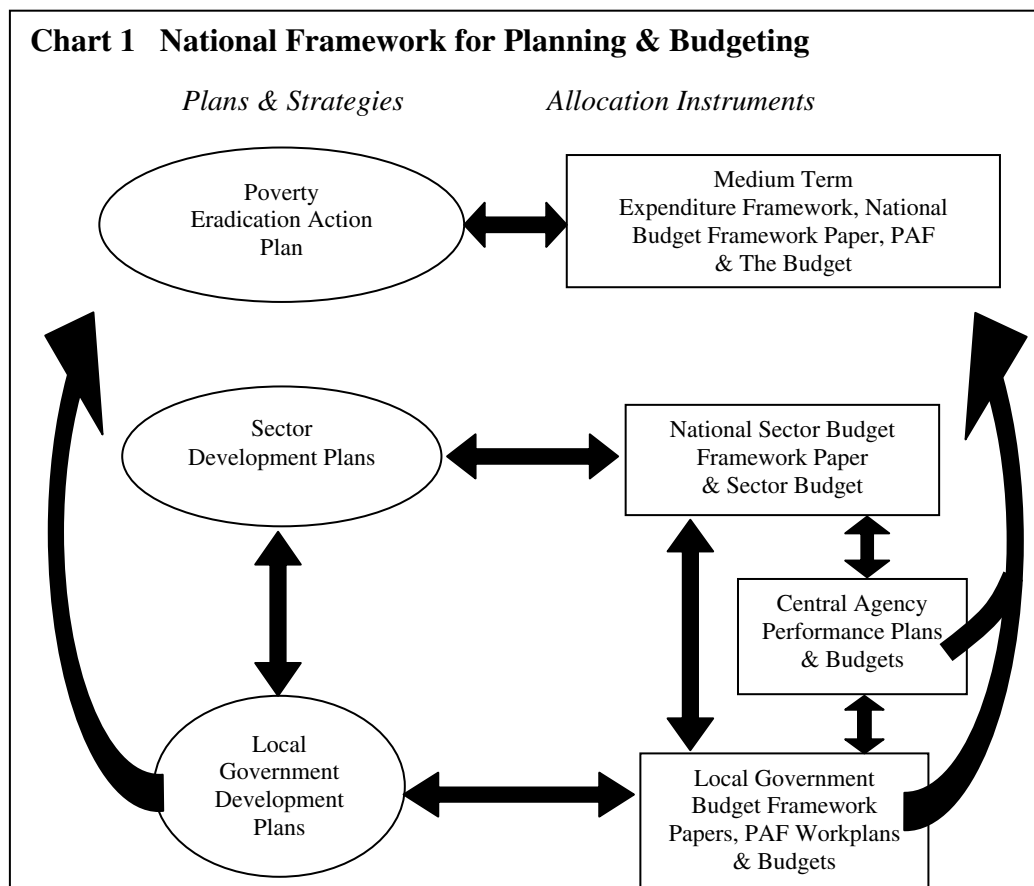 Chart 1 National Framework for Planning & Budgeting
Plans & Strategies
Allocation Instruments
Poverty
Eradication Action
Plan
Medium Term
Expenditure Framework, National
Budget Framework Paper, PAF
& The Budget
Sector
Development Plans
National Sector Budget
Framework Paper
& Sector Budget
Central Agency
Performance Plans
& Budgets
Local
Government
Development
Plans
Local Government
Budget Framework
Papers, PAF Workplans
& Budgets